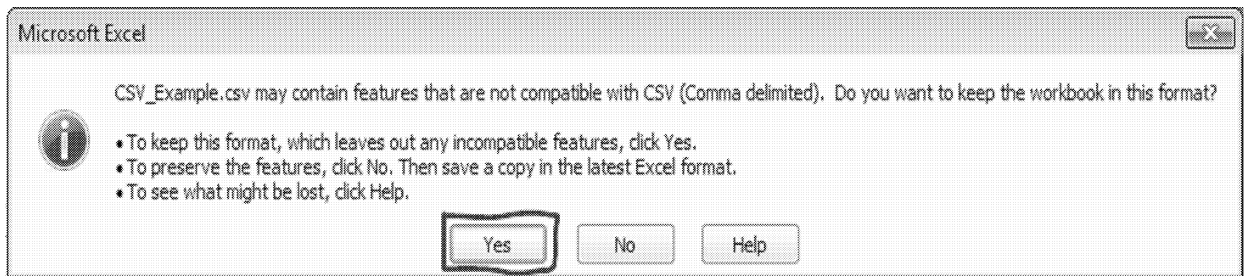 Microsoft Excel
CSV_Example.csv may contain features that are not compatible with CSV (Comma delimited). Do you want to keep the workbook in this format?
• To keep this format, which leaves out any incompatible features, click Yes.
• To preserve the features, click No. Then save a copy in the latest Excel format.
• To see what might be lost, click Help.
Yes No Help